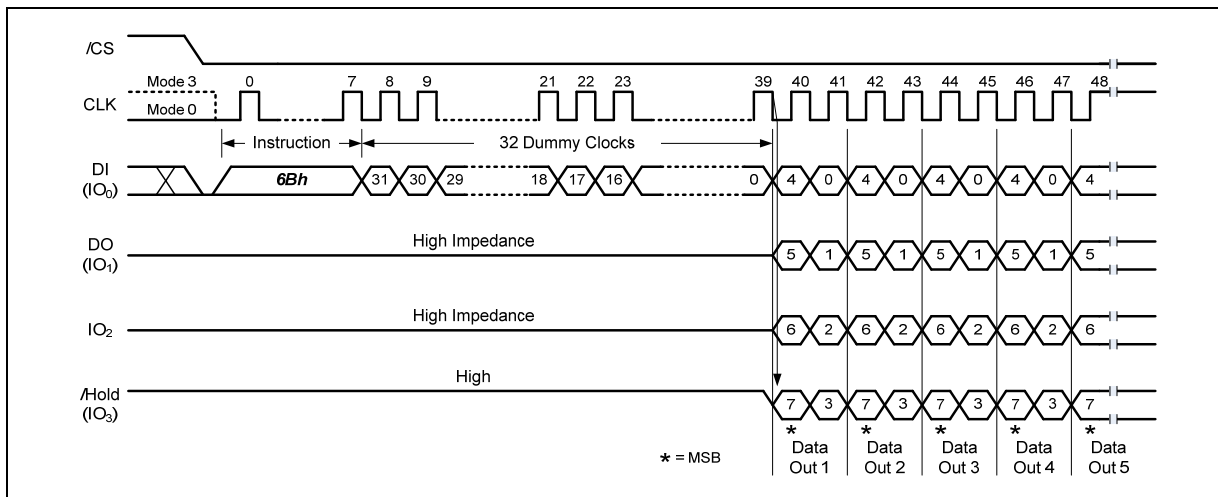 /CS
Mode 3 0 7 8 9 21 22 23 39 40 41 42 43 44 45 46 47 48
CLK
Mode 0
Instruction 32 Dummy Clocks
DI
(IO0)
6Bh 31 30 29 18 17 16 0 4 0 4 0 4 0 4 0 4
High Impedance
DO
(IO1)
5 1 5 1 5 1 5 1 5
High Impedance
IO2
6 2 6 2 6 2 6 2 6
High
/Hold
(IO3)
7 3 7 3 7 3 7 3 7
* * * * *
* = MSB
Data Out 1
Data Out 2
Data Out 3
Data Out 4
Data Out 5